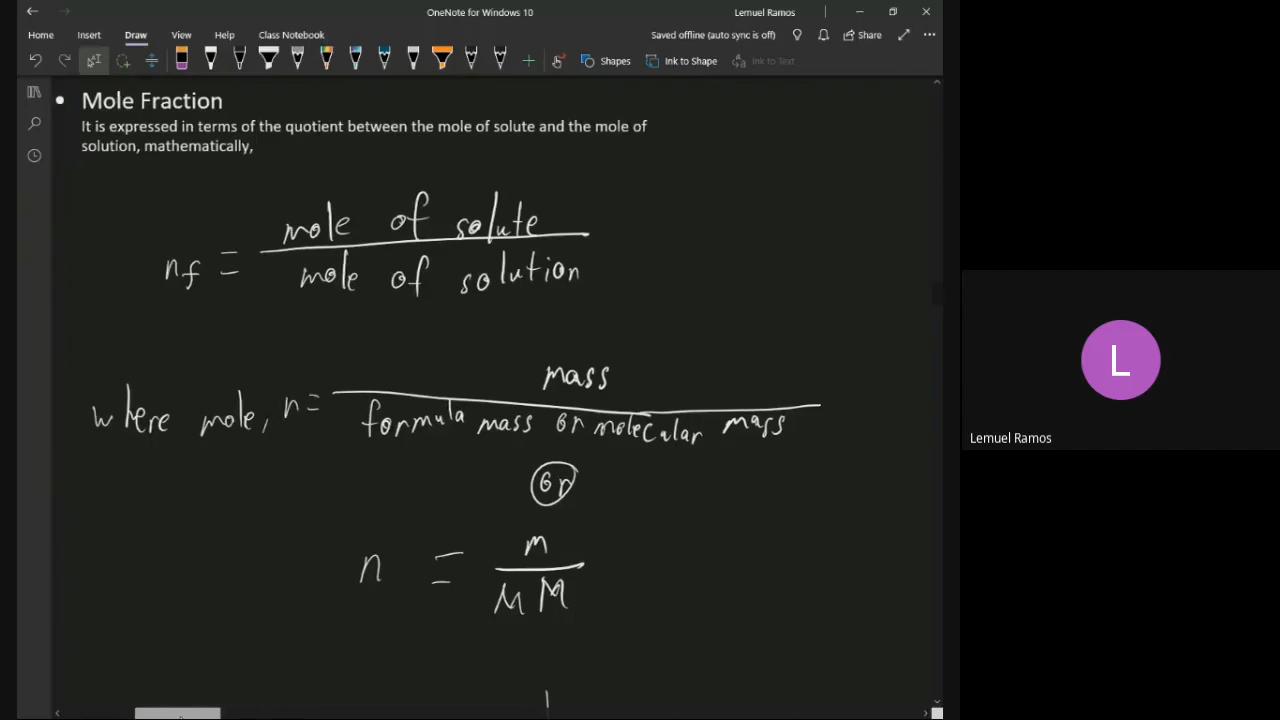 OneNote for Windows 10
Lemuel Ramos
Home Insert Draw View Help Class Notebook
Saved offline (auto sync is off)
Share
Shapes
Ink to Shape
Ink to Text
Mole Fraction
It is expressed in terms of the quotient between the mole of solute and the mole of
solution, mathematically,
nf = mole of solute
mole of solution
where mole, n = mass
formula mass or molecular mass
or
n = m
MM
L
Lemuel Ramos